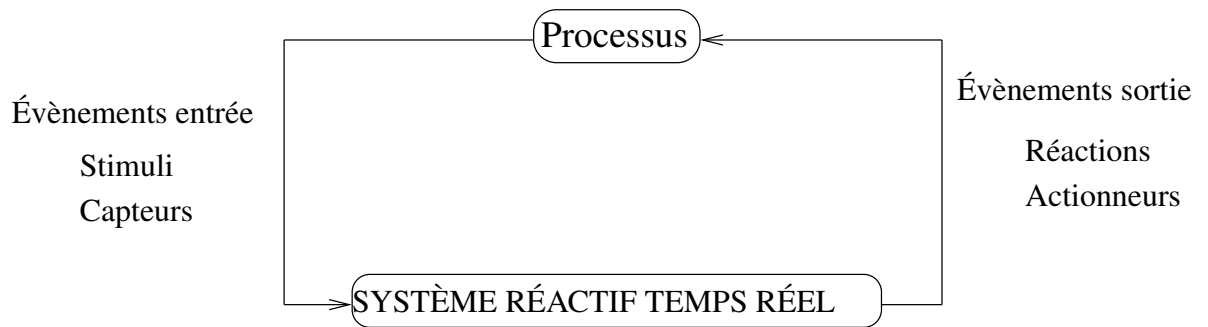 Processus
Évènements entrée
Stimuli
Capteurs
Évènements sortie
Réactions
Actionneurs
SYSTÈME RÉACTIF TEMPS RÉEL